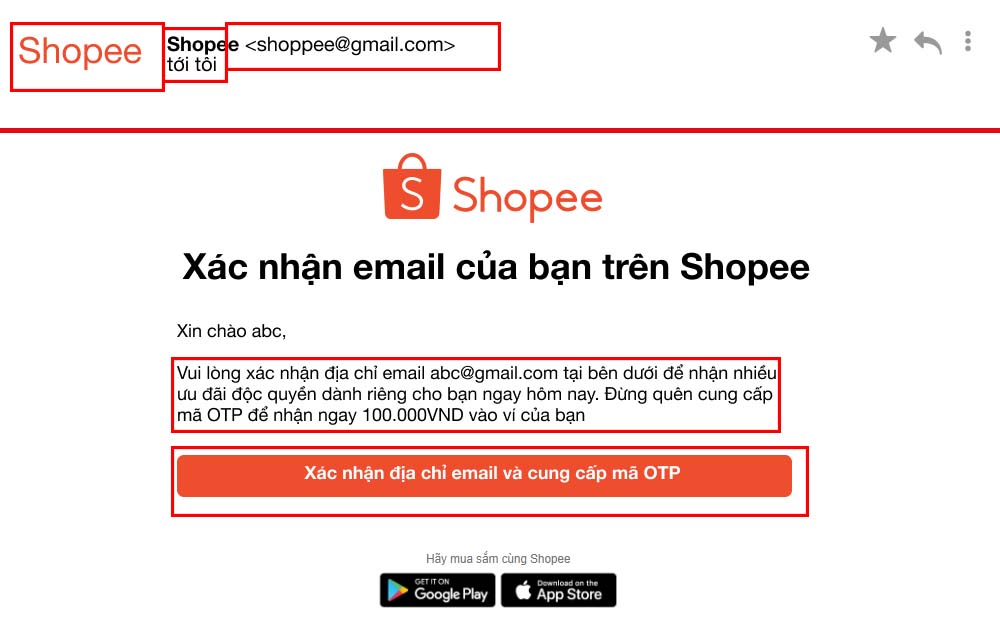 Shopee
Shopee <shoppee@gmail.com>
tới tôi
S Shopee
Xác nhận email của bạn trên Shopee
Xin chào abc,
Vui lòng xác nhận địa chỉ email abc@gmail.com tại bên dưới để nhận nhiều
ưu đãi độc quyền dành riêng cho bạn ngay hôm nay. Đừng quên cung cấp
mã OTP để nhận ngay 100.000VND vào ví của bạn
Xác nhận địa chỉ email và cung cấp mã OTP
Hãy mua sắm cùng Shopee
GET IT ON
Google Play
Download on the
App Store